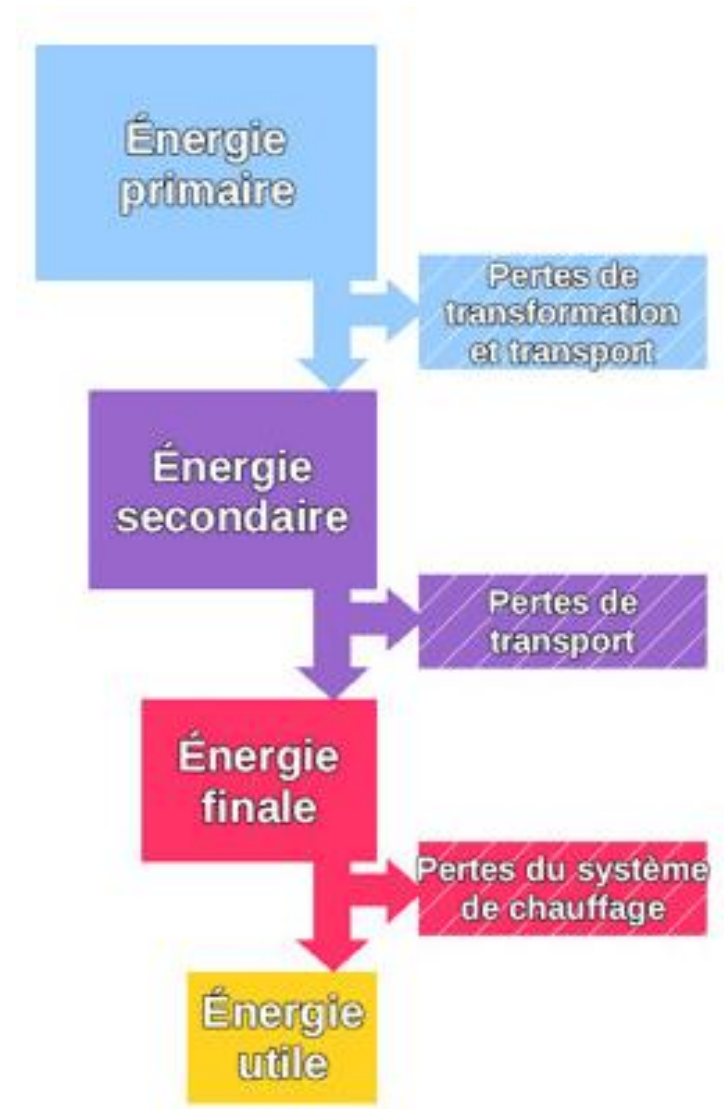 Énergie
primaire
Pertes de
transformation
et transport
Énergie
secondaire
Pertes de
transport
Énergie
finale
Pertes du système
de chauffage
Énergie
utile